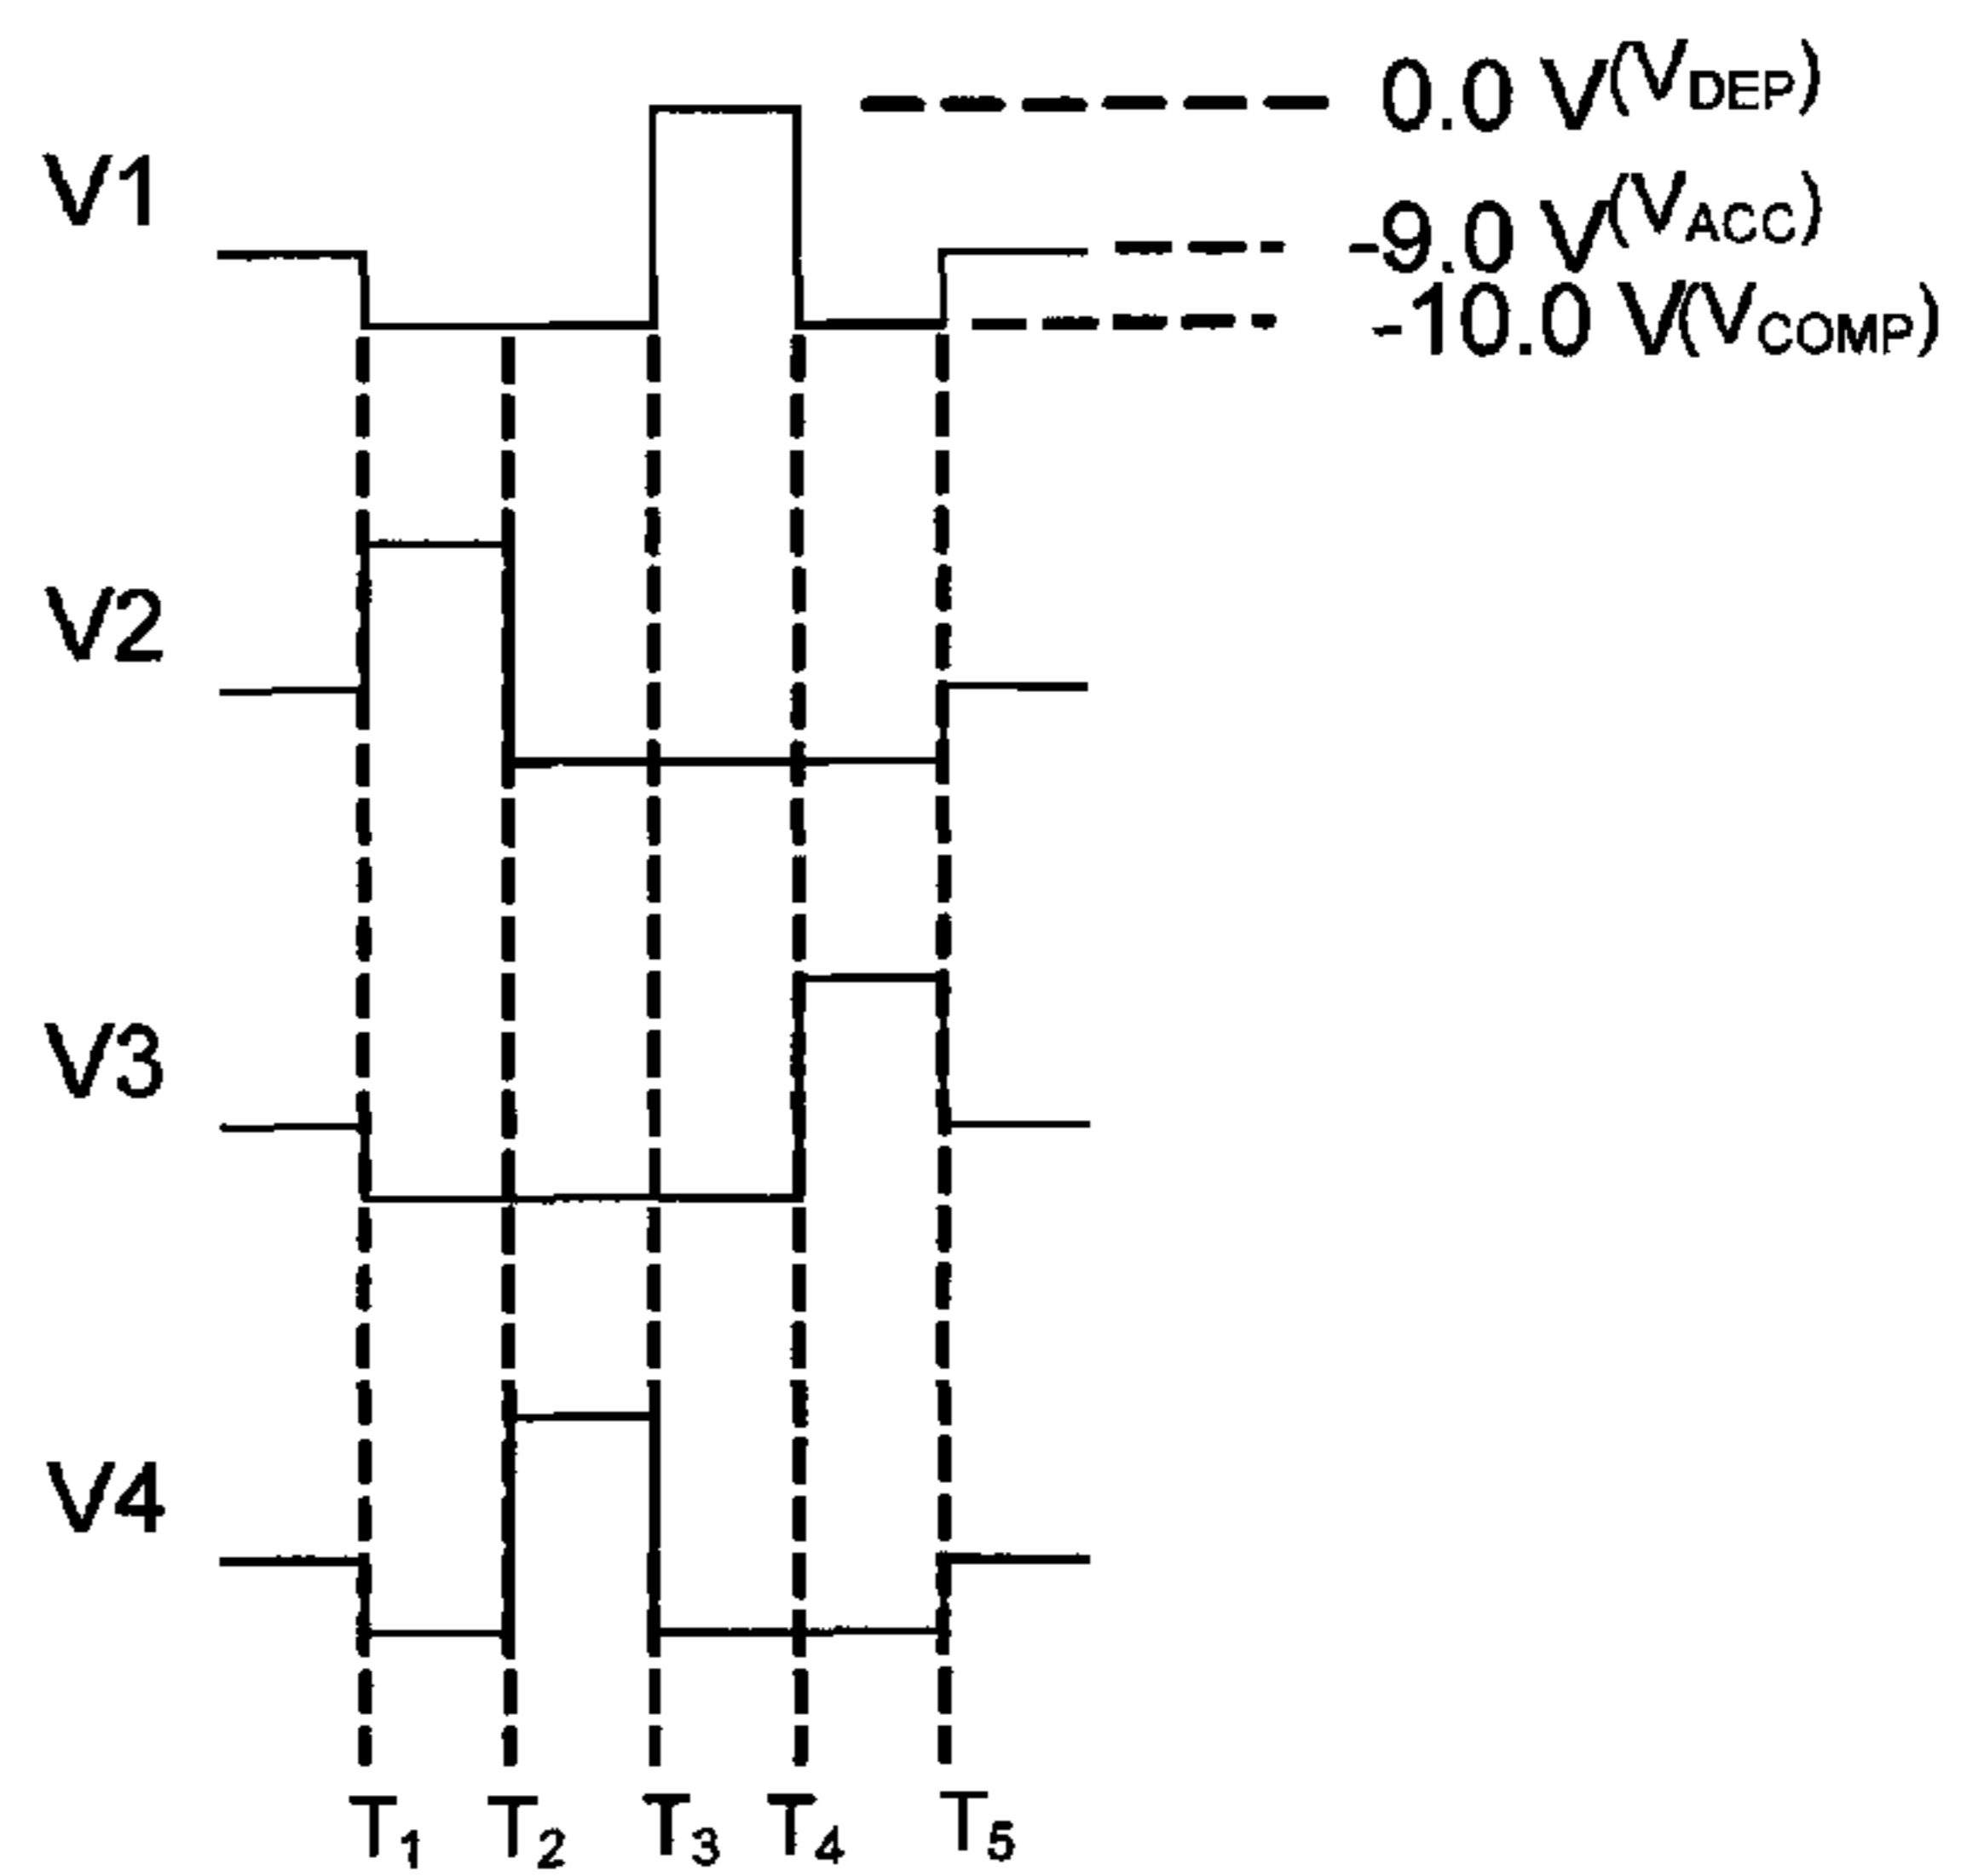 0.0 V(VDEP)
V1
-9.0 V(VACC)
-10.0 V(VCOMP)
V2
V3
V4
T1 T2 T3 T4 T5